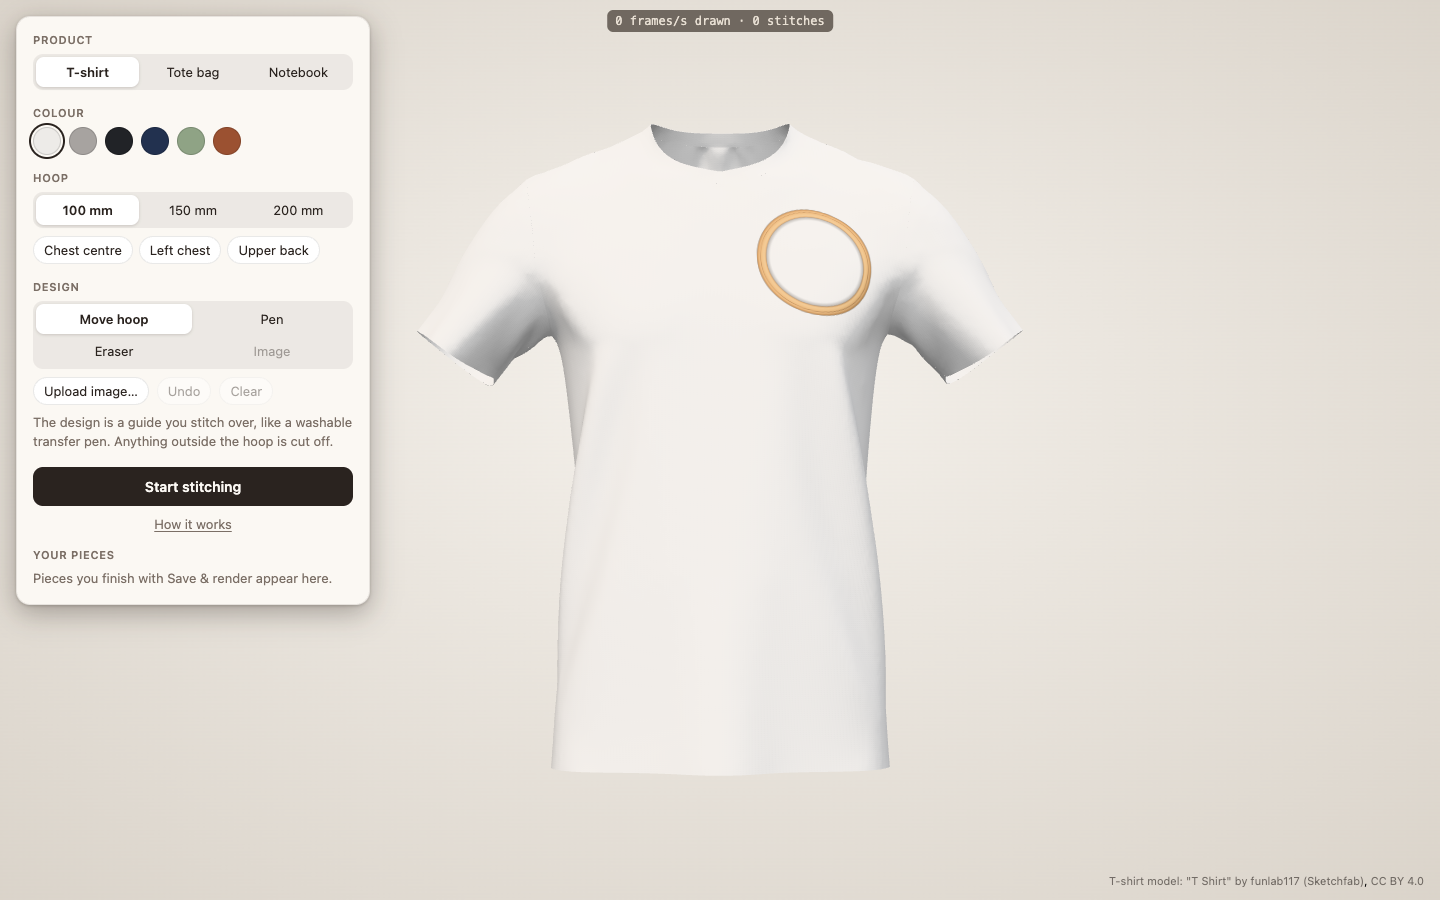 0 frames/s drawn · 0 stitches
PRODUCT
T-shirt Tote bag Notebook
COLOUR
HOOP
100 mm 150 mm 200 mm
Chest centre Left chest Upper back
DESIGN
Move hoop Pen
Eraser Image
Upload image... Undo Clear
The design is a guide you stitch over, like a washable
transfer pen. Anything outside the hoop is cut off.
Start stitching
How it works
YOUR PIECES
Pieces you finish with Save & render appear here.
T-shirt model: "T Shirt" by funlab117 (Sketchfab), CC BY 4.0